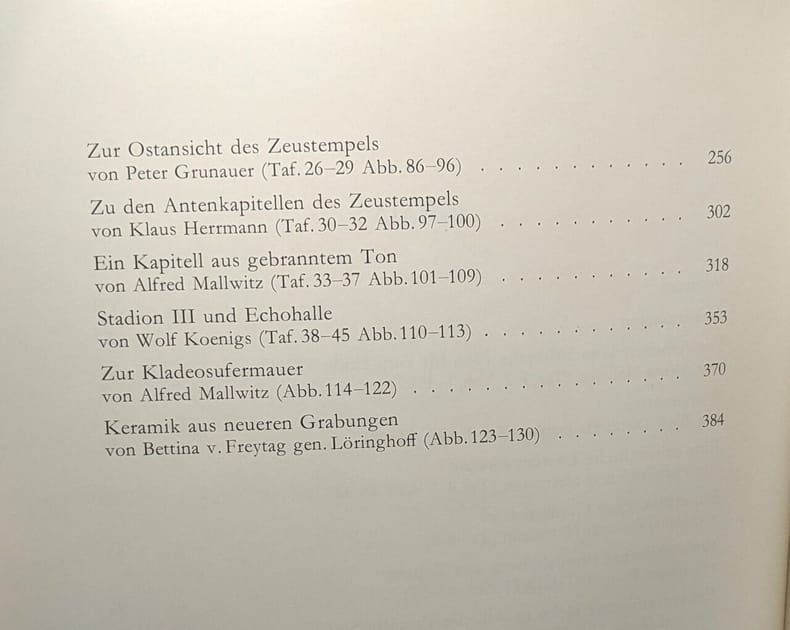 Zur Ostansicht des Zeustempels
von Peter Grunauer (Taf. 26–29 Abb. 86–96) . . . . . . . . . . . . 256
Zu den Antenkapitellen des Zeustempels
von Klaus Herrmann (Taf. 30–32 Abb. 97–100) . . . . . . . . . . . 302
Ein Kapitell aus gebranntem Ton
von Alfred Mallwitz (Taf. 33–37 Abb. 101–109) . . . . . . . . . . . 318
Stadion III und Echohalle
von Wolf Koenigs (Taf. 38–45 Abb. 110–113) . . . . . . . . . . . 353
Zur Kladeosufermauer
von Alfred Mallwitz (Abb. 114–122) . . . . . . . . . . . . . . . 370
Keramik aus neueren Grabungen
von Bettina v. Freytag gen. Löringhoff (Abb. 123–130) . . . . . . . . 384